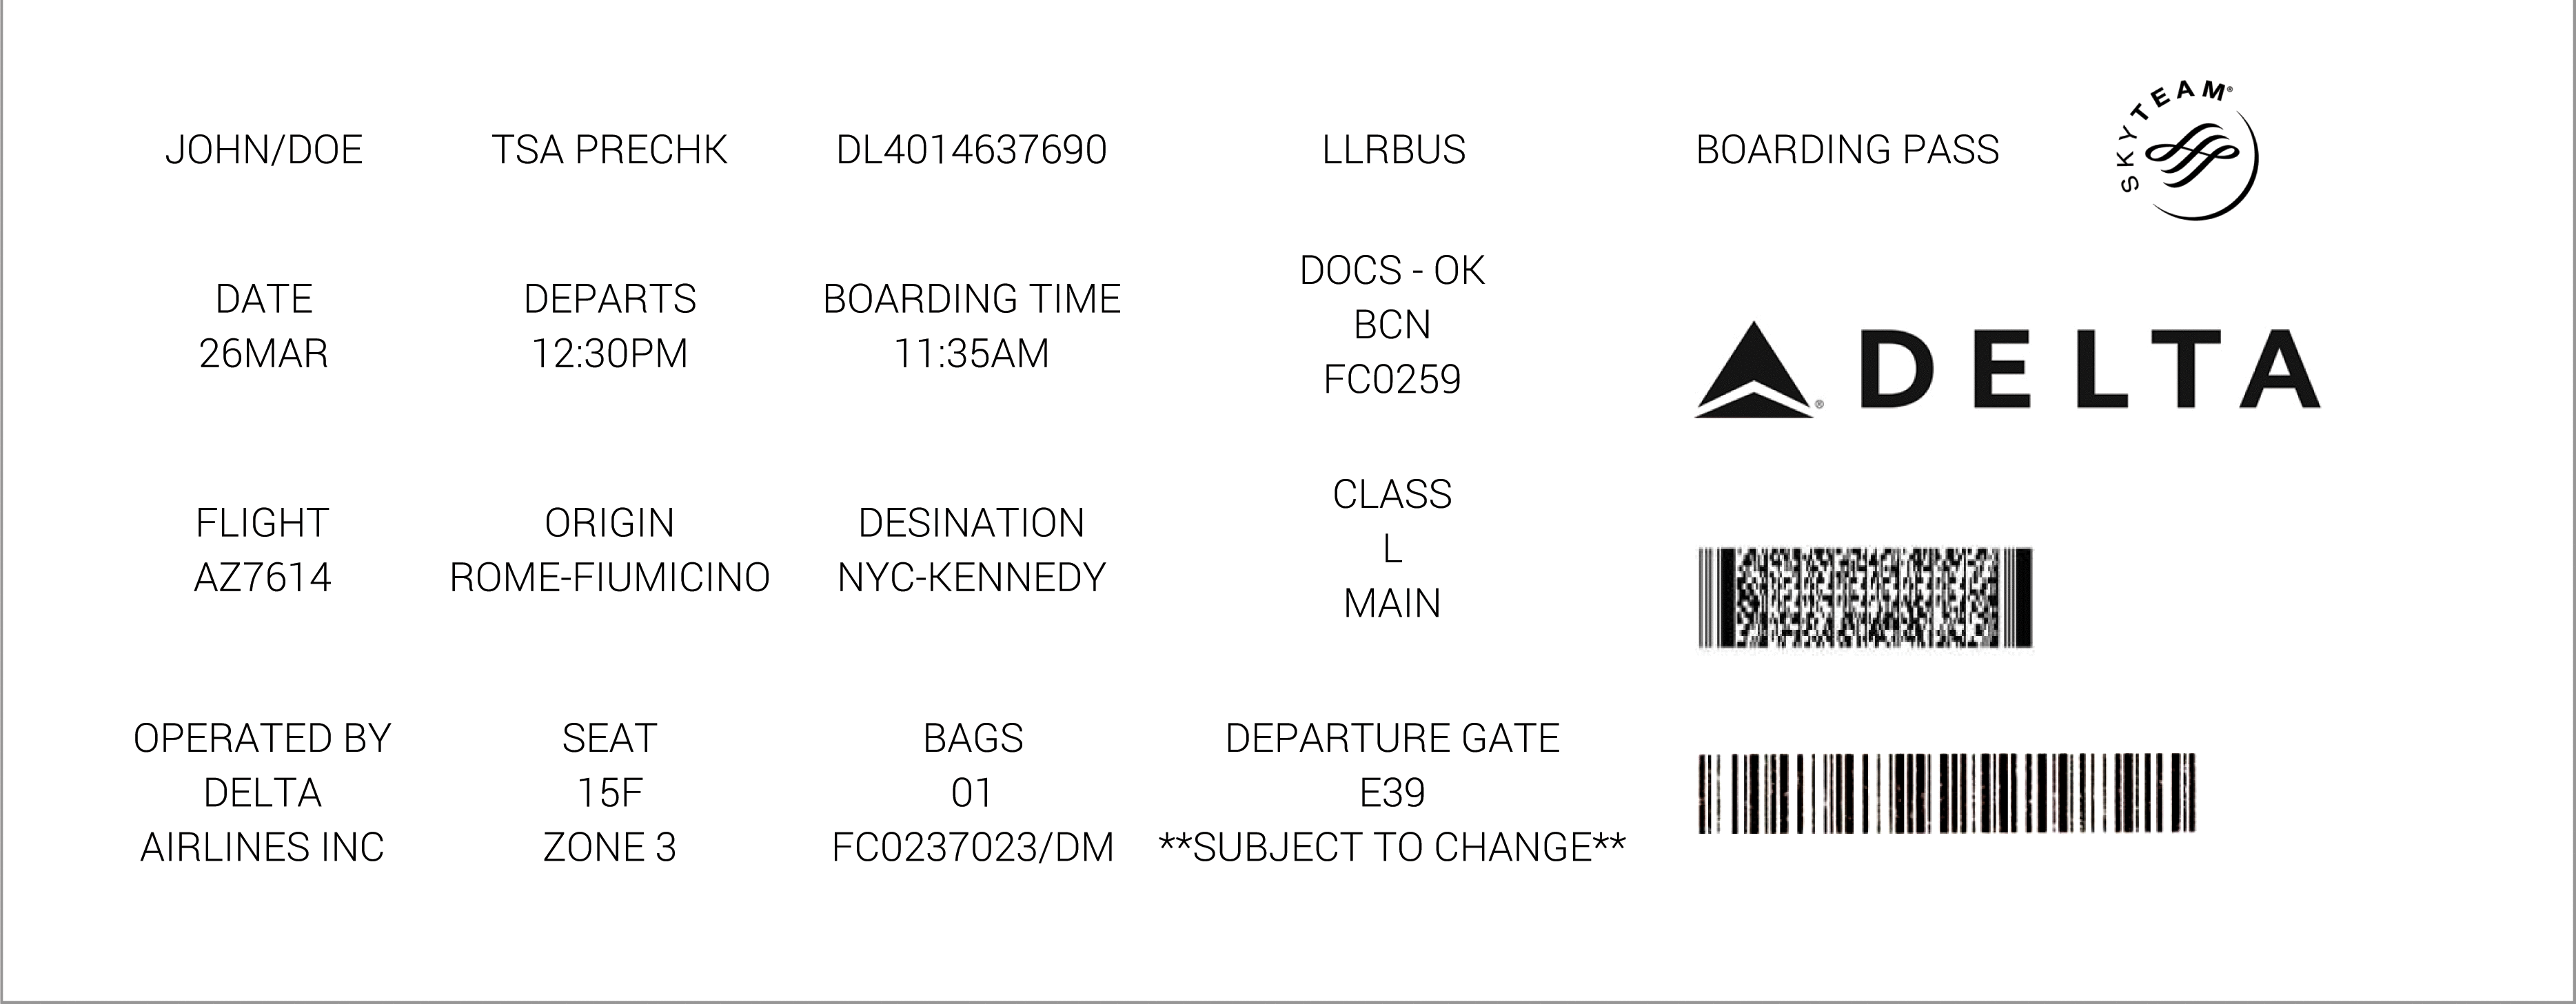 JOHN/DOE
TSA PRECHK
DL4014637690
LLRBUS
BOARDING PASS
SKYTEAM®
DATE
26MAR
DEPARTS
12:30PM
BOARDING TIME
11:35AM
DOCS - OK
BCN
FC0259
DELTA
FLIGHT
AZ7614
ORIGIN
ROME-FIUMICINO
DESINATION
NYC-KENNEDY
CLASS
L
MAIN
OPERATED BY
DELTA
AIRLINES INC
SEAT
15F
ZONE 3
BAGS
01
FC0237023/DM
DEPARTURE GATE
E39
**SUBJECT TO CHANGE**